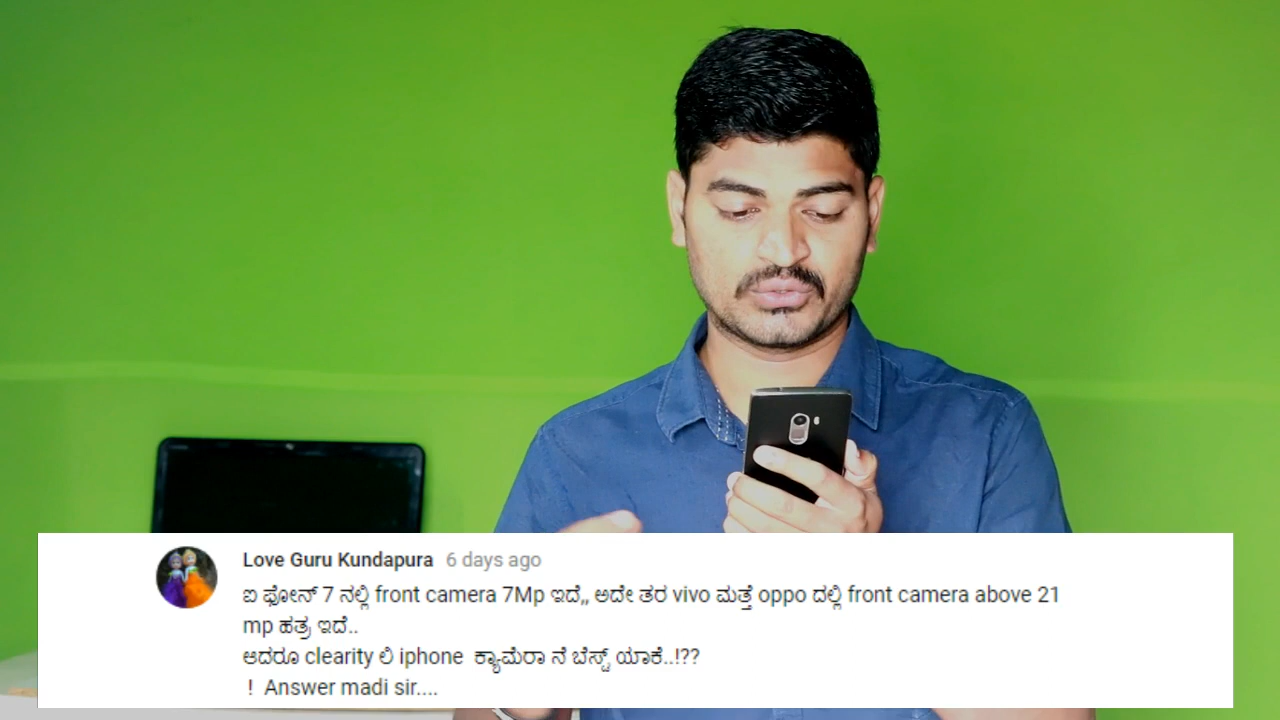 Love Guru Kundapura 6 days ago
ಐ ಫೋನ್ 7 ನಲ್ಲಿ front camera 7Mp ಇದೆ,, ಅದೇ ತರ vivo ಮತ್ತೆ oppo ದಲ್ಲಿ front camera above 21
mp ಹತ್ರ ಇದೆ..
ಆದರೂ clearity ಲಿ iphone ಕ್ಯಾಮೆರಾ ನೆ ಬೆಸ್ಟ್ ಯಾಕೆ..!??
! Answer madi sir....